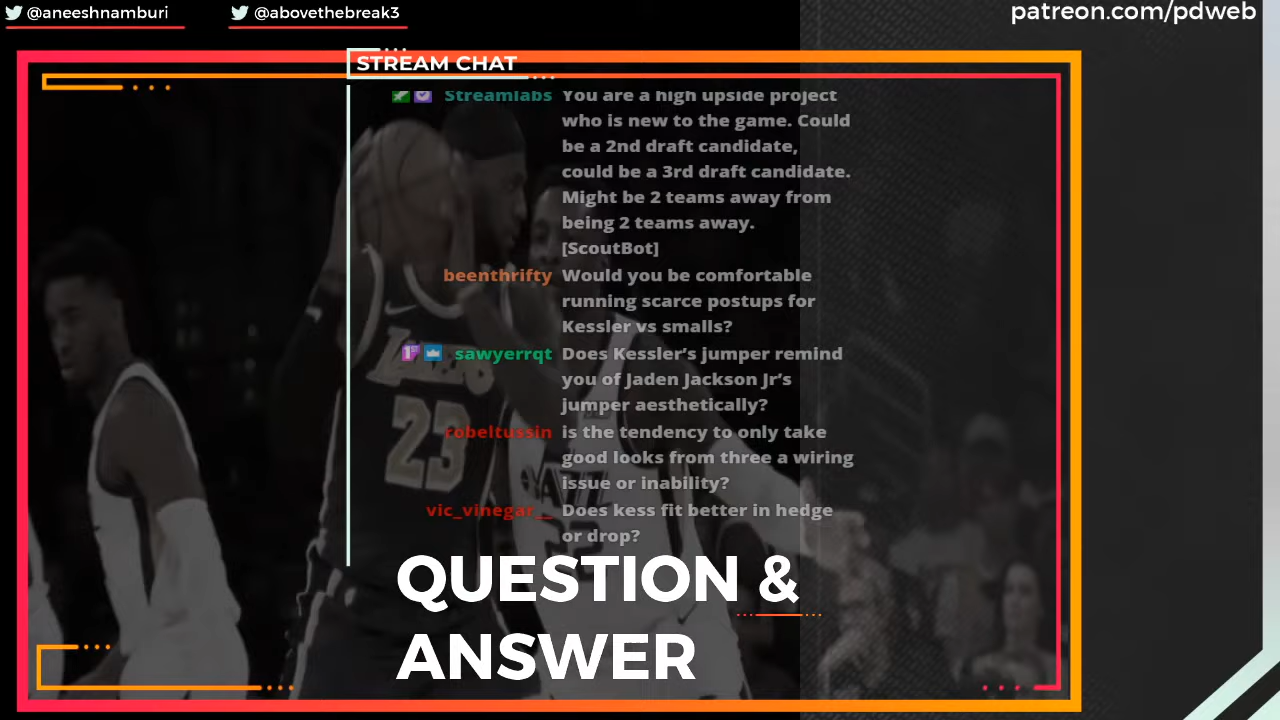 @aneeshnamburi
@abovethebreak3
patreon.com/pdweb
STREAM CHAT
Streamlabs You are a high upside project
who is new to the game. Could
be a 2nd draft candidate,
could be a 3rd draft candidate.
Might be 2 teams away from
being 2 teams away.
[ScoutBot]
beenthrifty Would you be comfortable
running scarce postups for
Kessler vs smalls?
sawyerrqt Does Kessler's jumper remind
you of Jaden Jackson Jr's
jumper aesthetically?
robeltussin is the tendency to only take
good looks from three a wiring
issue or inability?
vic_vinegar__ Does kess fit better in hedge
or drop?
LAKERS
23
QUESTION &
ANSWER